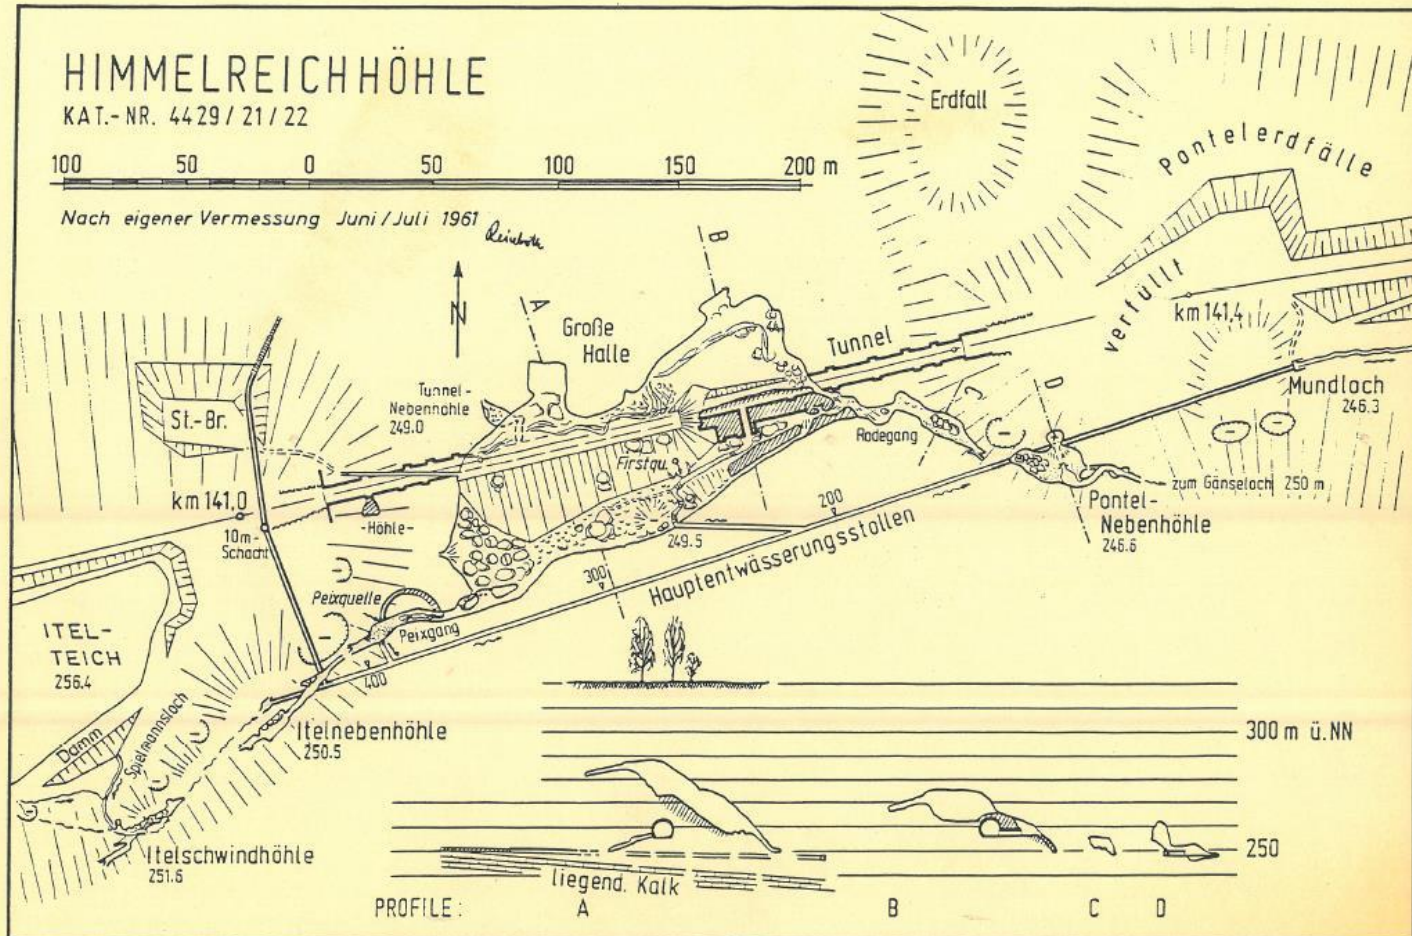 HIMMELREICHHÖHLE
KAT.-NR. 4429/21/22
100 50 0 50 100 150 200 m
Nach eigener Vermessung Juni/Juli 1961
Erdfall
Pontelerdfälle
verfüllt
km 141,4
N
A
B
Große
Halle
Tunnel
Tunnel-
Nebenhöhle
249.0
St.-Br.
km 141,0
10m-
Schacht
-Höhle-
Firstqu.
Radegang
C
D
Mundloch
246.3
zum Gänseloch 250 m
Pontel-
Nebenhöhle
246.6
249.5
200
300
400
Hauptentwässerungsstollen
Peixquelle
Peixgang
ITEL-
TEICH
256.4
Damm
Spielmannsloch
Itelnebenhöhle
250.5
Itelschwindhöhle
251.6
300 m ü.NN
250
liegend. Kalk
PROFILE: A B C D